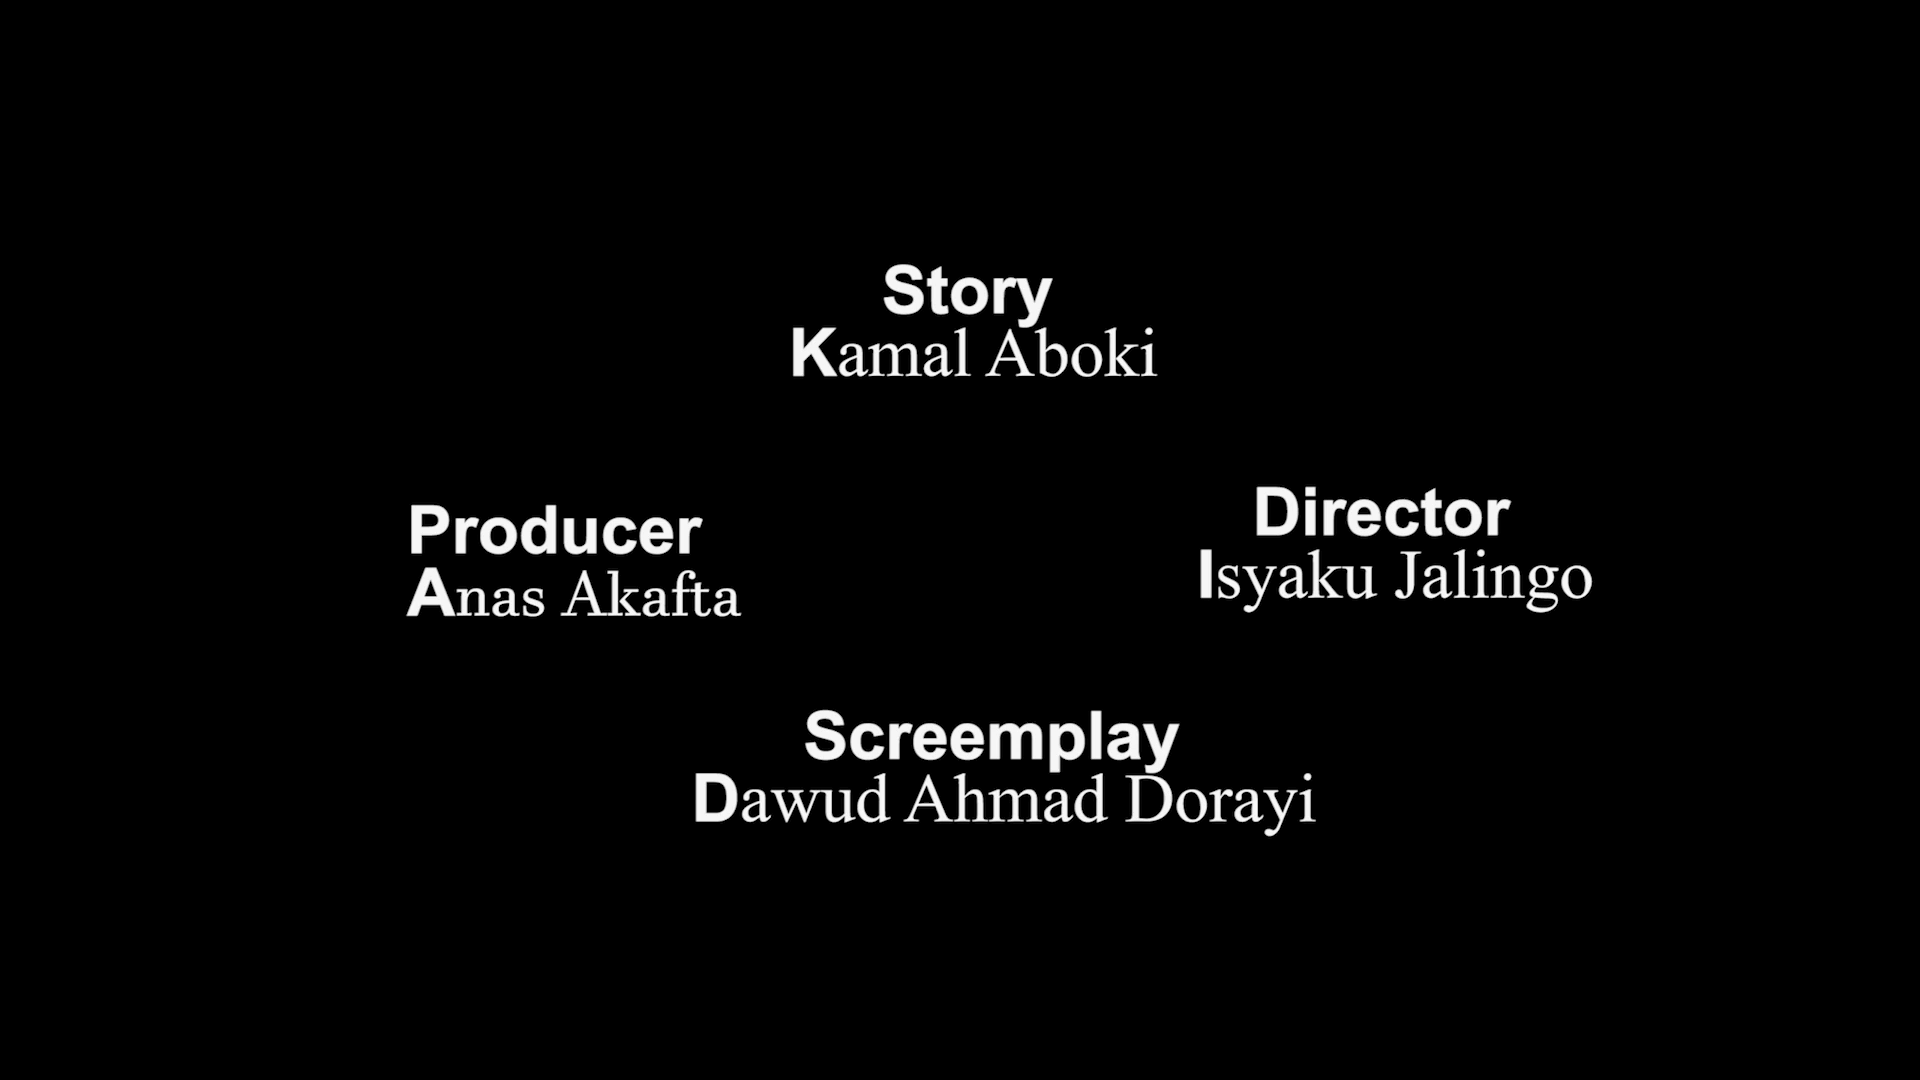 Story
Kamal Aboki
Producer
Anas Akafta
Director
Isyaku Jalingo
Screemplay
Dawud Ahmad Dorayi